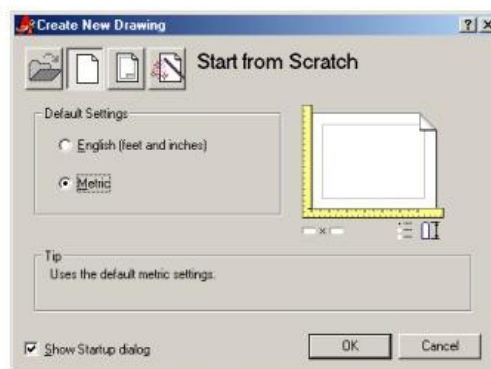 Create New Drawing
Start from Scratch
Default Settings
English (feet and inches)
Metric
Tip
Uses the default metric settings.
Show Startup dialog
OK
Cancel